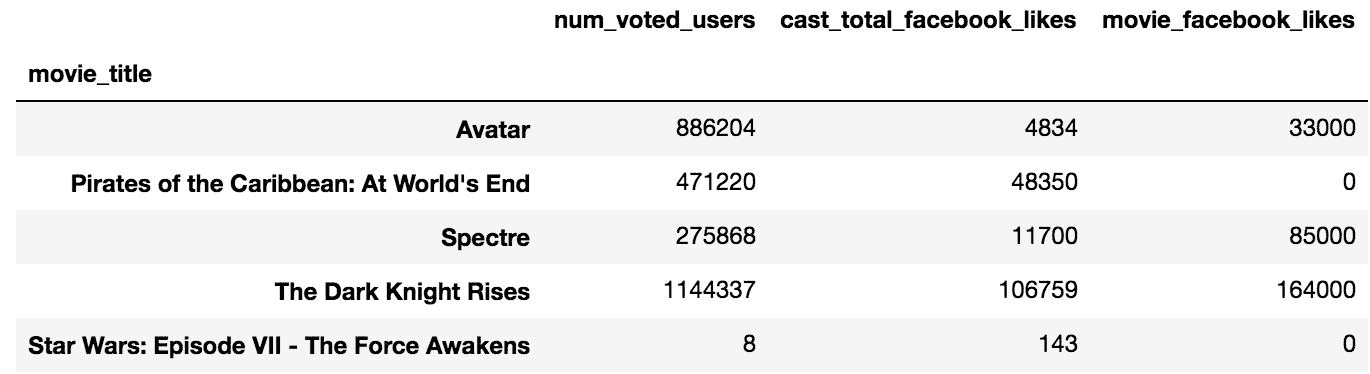 num_voted_users cast_total_facebook_likes movie_facebook_likes
movie_title
Avatar 886204 4834 33000
Pirates of the Caribbean: At World's End 471220 48350 0
Spectre 275868 11700 85000
The Dark Knight Rises 1144337 106759 164000
Star Wars: Episode VII - The Force Awakens 8 143 0